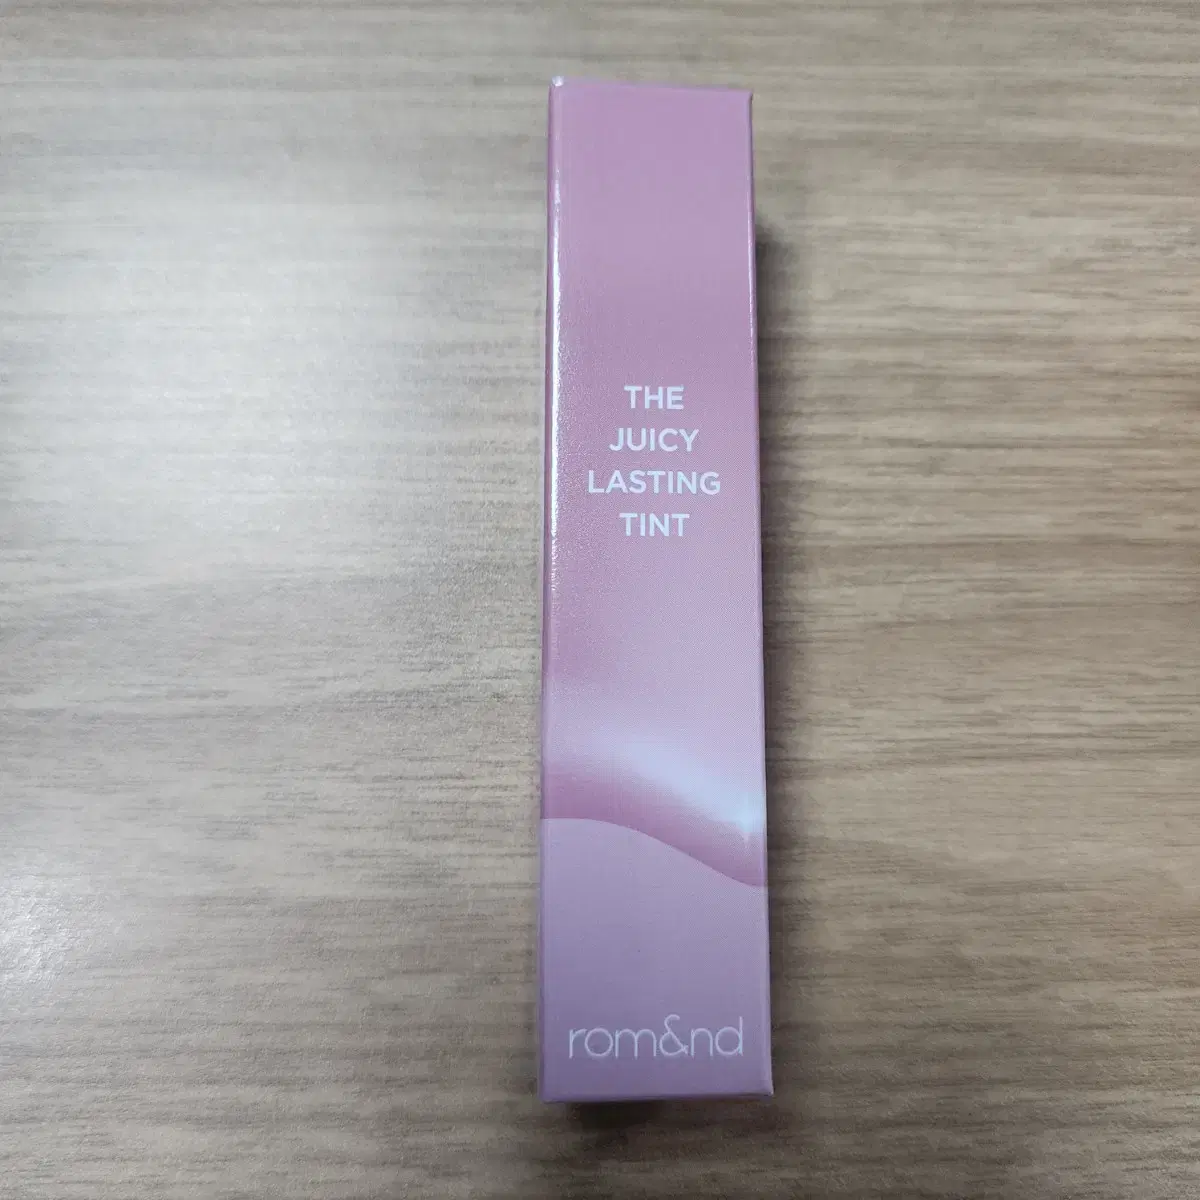 THE
JUICY
LASTING
TINT
rom&nd